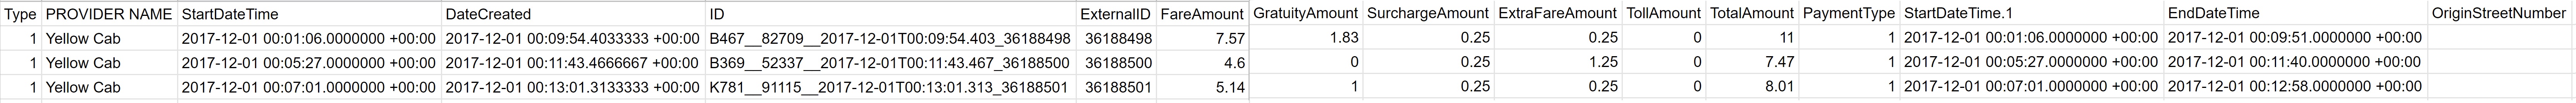 Type PROVIDER NAME StartDateTime DateCreated ID ExternalID FareAmount GratuityAmount SurchargeAmount ExtraFareAmount TollAmount TotalAmount PaymentType StartDateTime.1 EndDateTime OriginStreetNumber
1 Yellow Cab 2017-12-01 00:01:06.0000000 +00:00 2017-12-01 00:09:54.4033333 +00:00 B467__82709__2017-12-01T00:09:54.403_36188498 36188498 7.57 1.83 0.25 0.25 0 11 1 2017-12-01 00:01:06.0000000 +00:00 2017-12-01 00:09:51.0000000 +00:00
1 Yellow Cab 2017-12-01 00:05:27.0000000 +00:00 2017-12-01 00:11:43.4666667 +00:00 B369__52337__2017-12-01T00:11:43.467_36188500 36188500 4.6 0 0.25 1.25 0 7.47 1 2017-12-01 00:05:27.0000000 +00:00 2017-12-01 00:11:40.0000000 +00:00
1 Yellow Cab 2017-12-01 00:07:01.0000000 +00:00 2017-12-01 00:13:01.3133333 +00:00 K781__91115__2017-12-01T00:13:01.313_36188501 36188501 5.14 1 0.25 0.25 0 8.01 1 2017-12-01 00:07:01.0000000 +00:00 2017-12-01 00:12:58.0000000 +00:00